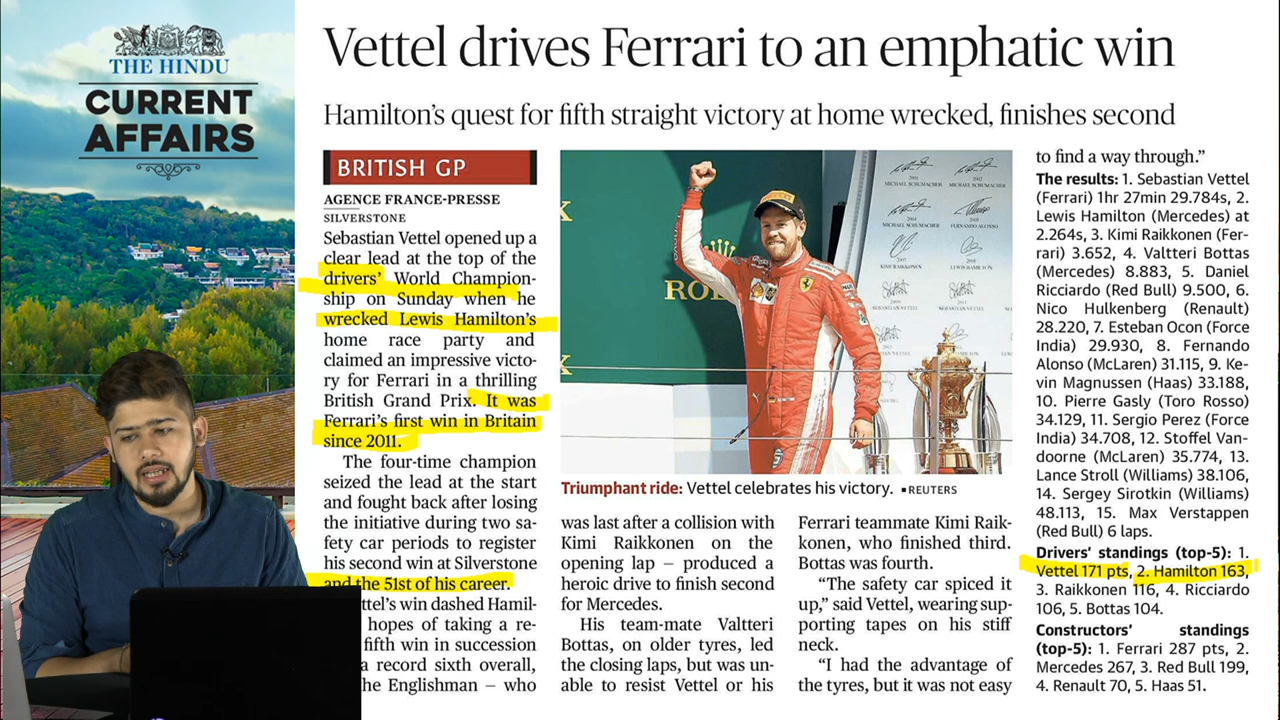 THE HINDU
CURRENT
AFFAIRS
Vettel drives Ferrari to an emphatic win
Hamilton’s quest for fifth straight victory at home wrecked, finishes second
BRITISH GP
AGENCE FRANCE-PRESSE
SILVERSTONE
Sebastian Vettel opened up a
clear lead at the top of the
drivers’ World Champion-
ship on Sunday when he
wrecked Lewis Hamilton’s
home race party and
claimed an impressive victo-
ry for Ferrari in a thrilling
British Grand Prix. It was
Ferrari’s first win in Britain
since 2011.
The four-time champion
seized the lead at the start
and fought back after losing
the initiative during two sa-
fety car periods to register
his second win at Silverstone
and the 51st of his career.
ttel’s win dashed Hamil-
hopes of taking a re-
fifth win in succession
a record sixth overall,
he Englishman – who
MICHAEL SCHUMACHER
MICHAEL SCHUMACHER
MICHAEL SCHUMACHER
FERNANDO ALONSO
KIMI RAIKKONEN
LEWIS HAMILTON
RO
Triumphant ride: Vettel celebrates his victory. ▪REUTERS
was last after a collision with
Kimi Raikkonen on the
opening lap – produced a
heroic drive to finish second
for Mercedes.
His team-mate Valtteri
Bottas, on older tyres, led
the closing laps, but was un-
able to resist Vettel or his
Ferrari teammate Kimi Raik-
konen, who finished third.
Bottas was fourth.
“The safety car spiced it
up,” said Vettel, wearing sup-
porting tapes on his stiff
neck.
“I had the advantage of
the tyres, but it was not easy
to find a way through.”
The results: 1. Sebastian Vettel
(Ferrari) 1hr 27min 29.784s, 2.
Lewis Hamilton (Mercedes) at
2.264s, 3. Kimi Raikkonen (Fer-
rari) 3.652, 4. Valtteri Bottas
(Mercedes) 8.883, 5. Daniel
Ricciardo (Red Bull) 9.500, 6.
Nico Hulkenberg (Renault)
28.220, 7. Esteban Ocon (Force
India) 29.930, 8. Fernando
Alonso (McLaren) 31.115, 9. Ke-
vin Magnussen (Haas) 33.188,
10. Pierre Gasly (Toro Rosso)
34.129, 11. Sergio Perez (Force
India) 34.708, 12. Stoffel Van-
doorne (McLaren) 35.774, 13.
Lance Stroll (Williams) 38.106,
14. Sergey Sirotkin (Williams)
48.113, 15. Max Verstappen
(Red Bull) 6 laps.
Drivers’ standings (top-5): 1.
Vettel 171 pts, 2. Hamilton 163,
3. Raikkonen 116, 4. Ricciardo
106, 5. Bottas 104.
Constructors’ standings
(top-5): 1. Ferrari 287 pts, 2.
Mercedes 267, 3. Red Bull 199,
4. Renault 70, 5. Haas 51.